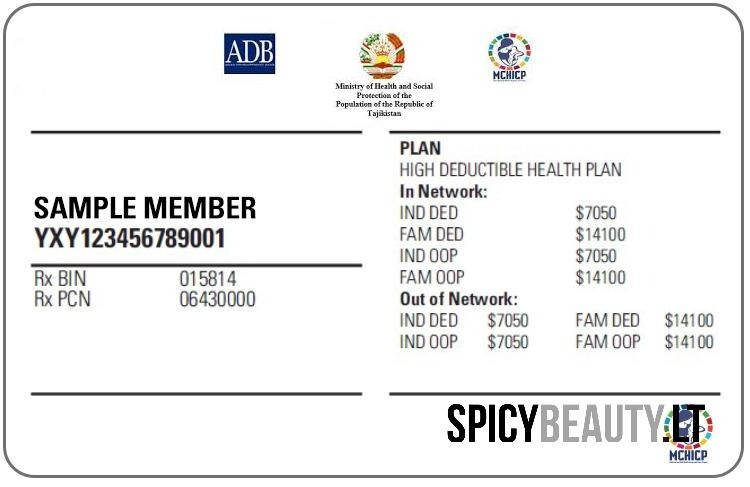 ADB
MCHICP
Ministry of Health and Social
Protection of the
Population of the Republic of
Tajikistan
SAMPLE MEMBER
YXY123456789001
Rx BIN 015814
Rx PCN 06430000
PLAN
HIGH DEDUCTIBLE HEALTH PLAN
In Network:
IND DED $7050
FAM DED $14100
IND OOP $7050
FAM OOP $14100
Out of Network:
IND DED $7050 FAM DED $14100
IND OOP $7050 FAM OOP $14100
SPICYBEAUTY.LT
MCHICP